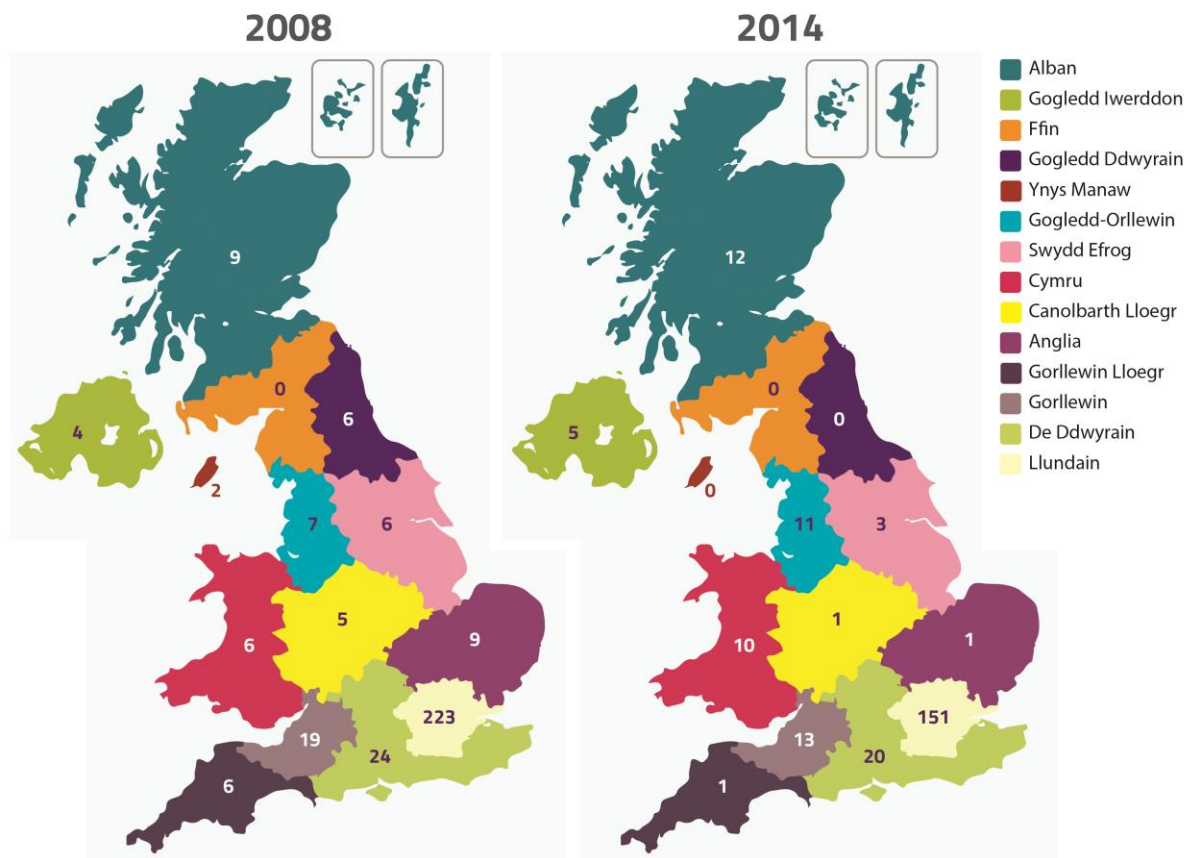 2008
2014
9
0
6
4
2
7
6
6
5
9
223
19
24
6
12
0
0
5
0
11
3
10
1
1
151
13
20
1
Alban
Gogledd Iwerddon
Ffin
Gogledd Ddwyrain
Ynys Manaw
Gogledd-Orllewin
Swydd Efrog
Cymru
Canolbarth Lloegr
Anglia
Gorllewin Lloegr
Gorllewin
De Ddwyrain
Llundain